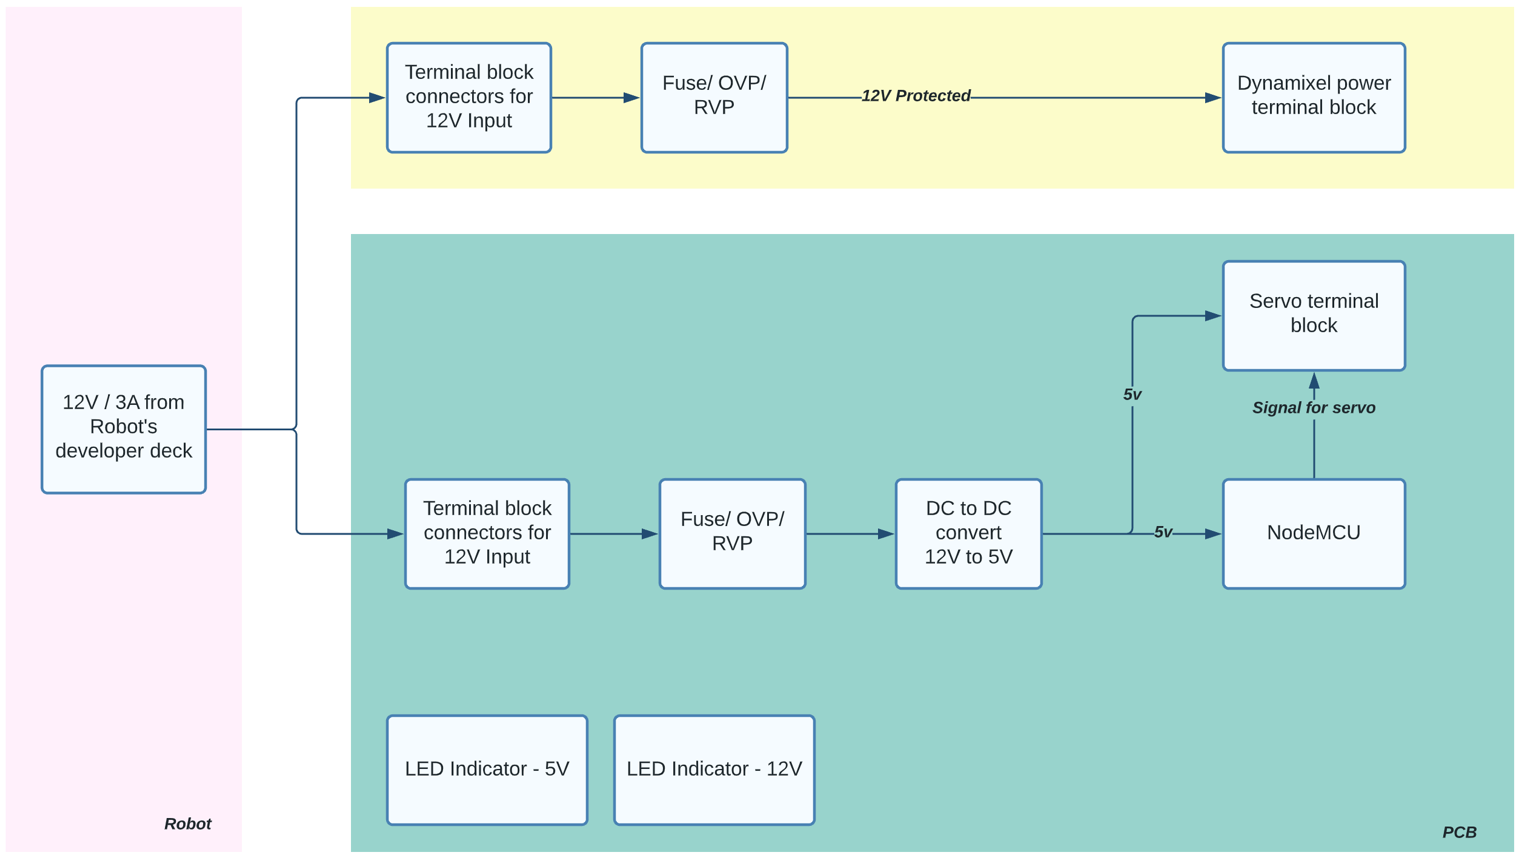 Terminal block
connectors for
12V Input
Fuse/ OVP/
RVP
12V Protected
Dynamixel power
terminal block
12V / 3A from
Robot's
developer deck
Servo terminal
block
5v
Signal for servo
Terminal block
connectors for
12V Input
Fuse/ OVP/
RVP
DC to DC
convert
12V to 5V
5v
NodeMCU
LED Indicator - 5V
LED Indicator - 12V
Robot
PCB